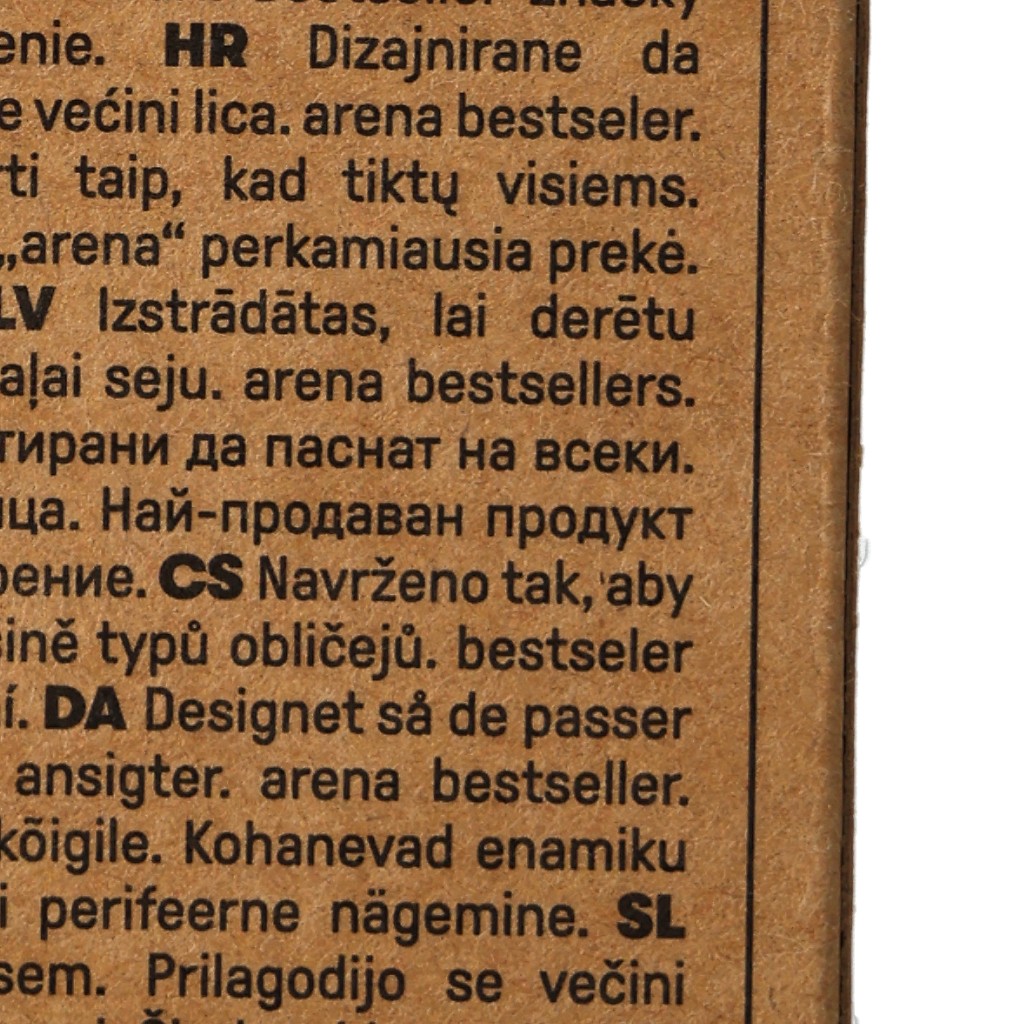 bestseller značky
enie. HR Dizajnirane da
e većini lica. arena bestseler.
rti taip, kad tiktų visiems.
„arena“ perkamiausia prekė.
LV Izstrādātas, lai derētu
aļai seju. arena bestsellers.
тирани да паснат на всеки.
ца. Най-продаван продукт
рение. CS Navrženo tak, aby
šině typů obličejů. bestseler
í. DA Designet så de passer
ansigter. arena bestseller.
kõigile. Kohanevad enamiku
i perifeerne nägemine. SL
sem. Prilagodijo se večini